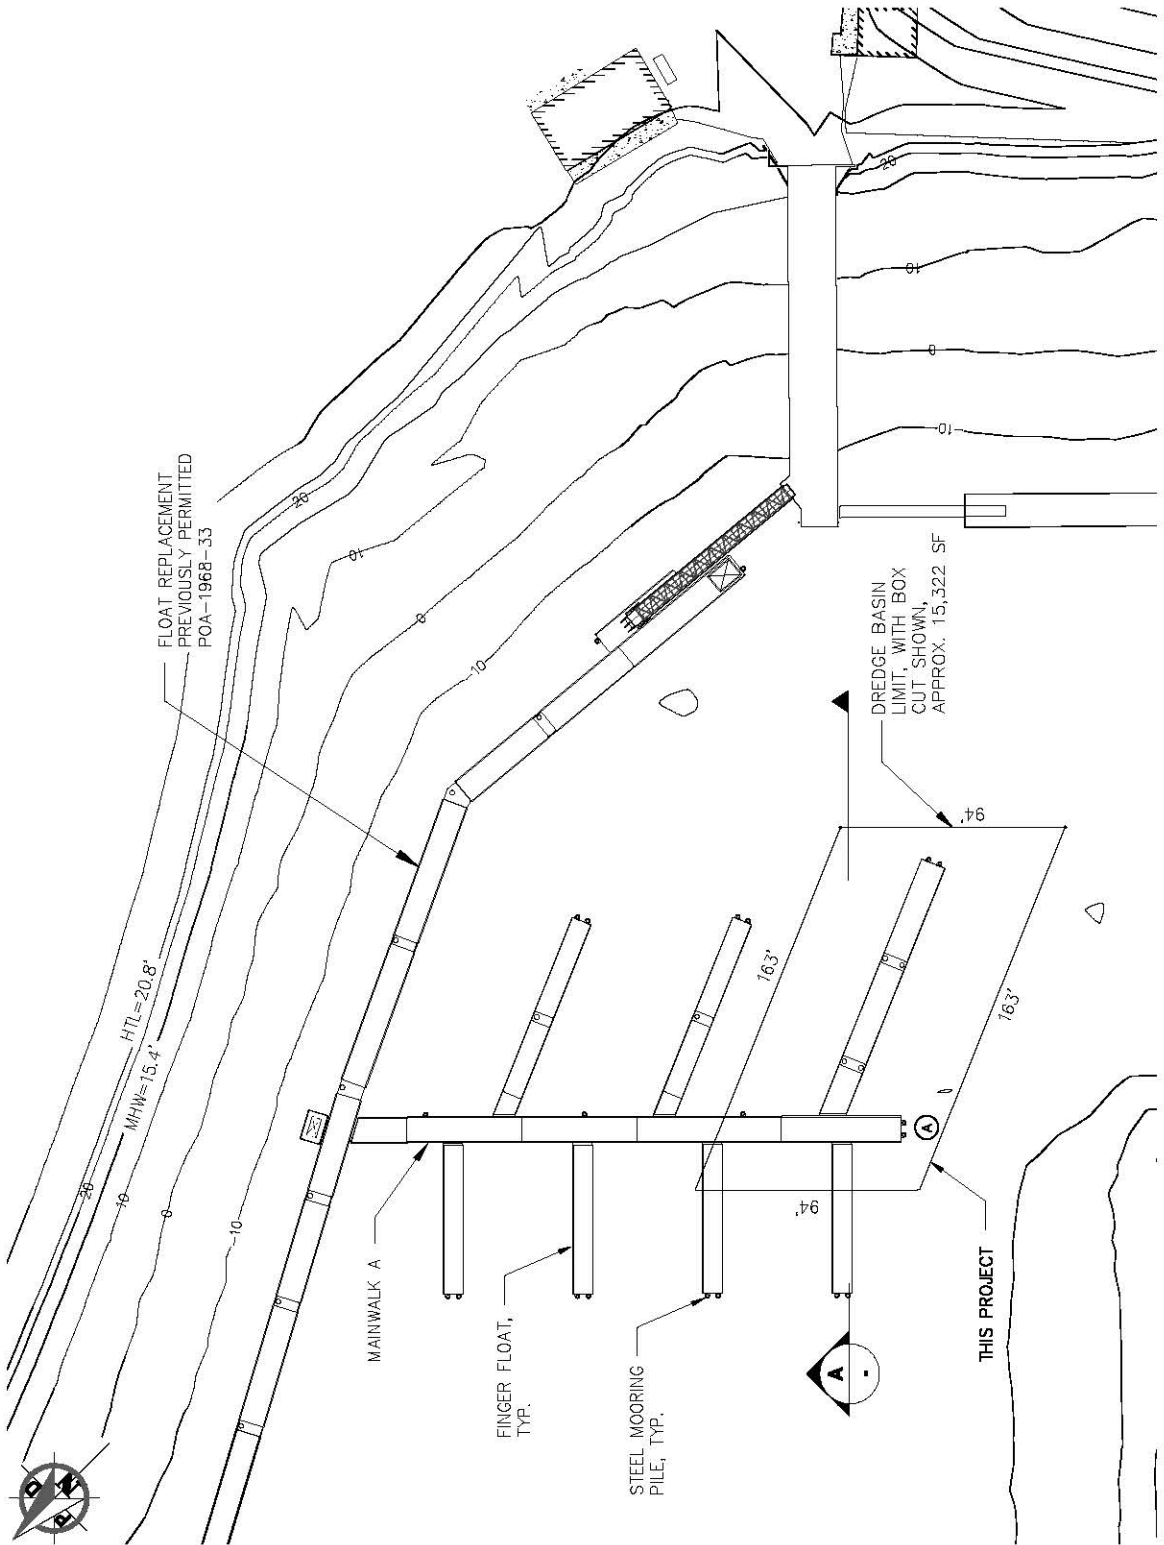 FLOAT REPLACEMENT
PREVIOUSLY PERMITTED
POA-1968-33
HTL=20.8'
MHW=15.4'
20
10
0
-10
20
10
0
-10
20
10
0
-10
DREDGE BASIN
LIMIT, WITH BOX
CUT SHOWN,
APPROX. 15,322 SF
94'
163'
163'
94'
MAINWALK A
FINGER FLOAT,
TYP.
STEEL MOORING
PILE, TYP.
THIS PROJECT
A
A
-